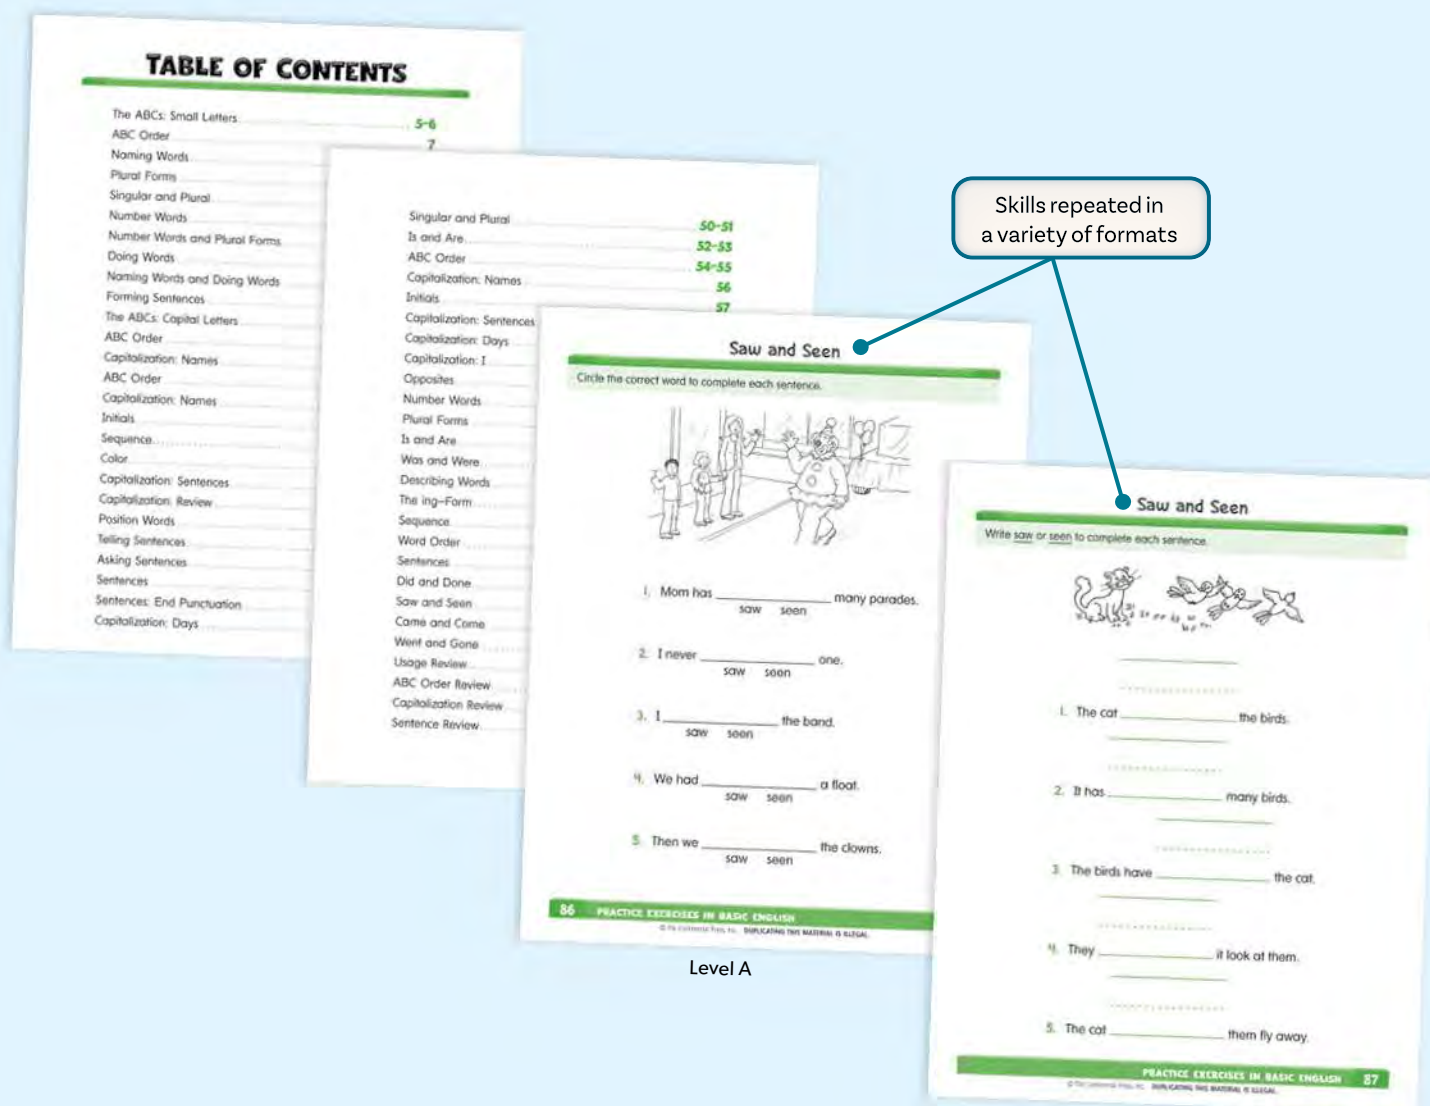 TABLE OF CONTENTS
The ABCs: Small Letters 5–6
ABC Order 7
Naming Words
Plural Forms
Singular and Plural
Number Words
Number Words and Plural Forms
Doing Words
Naming Words and Doing Words
Forming Sentences
The ABCs: Capital Letters
ABC Order
Capitalization: Names
ABC Order
Capitalization: Names
Initials
Sequence
Color
Capitalization: Sentences
Capitalization: Review
Position Words
Telling Sentences
Asking Sentences
Sentences
Sentences: End Punctuation
Capitalization: Days
Singular and Plural 50–51
Is and Are 52–53
ABC Order 54–55
Capitalization: Names 56
Initials 57
Capitalization: Sentences
Capitalization: Days
Capitalization: I
Opposites
Number Words
Plural Forms
Is and Are
Was and Were
Describing Words
The ing–Form
Sequence
Word Order
Sentences
Did and Done
Saw and Seen
Came and Come
Went and Gone
Usage Review
ABC Order Review
Capitalization Review
Sentence Review
Skills repeated in
a variety of formats
Saw and Seen
Circle the correct word to complete each sentence.
1. Mom has ____ many parades.
saw seen
2. I never ____ one.
saw seen
3. I ____ the band.
saw seen
4. We had ____ a float.
saw seen
5. Then we ____ the clowns.
saw seen
86 PRACTICE EXERCISES IN BASIC ENGLISH
DUPLICATING THIS MATERIAL IS ILLEGAL.
Level A
Saw and Seen
Write saw or seen to complete each sentence.
1. The cat ____ the birds.
2. It has ____ many birds.
3. The birds have ____ the cat.
4. They ____ it look at them.
5. The cat ____ them fly away.
PRACTICE EXERCISES IN BASIC ENGLISH 87
DUPLICATING THIS MATERIAL IS ILLEGAL.